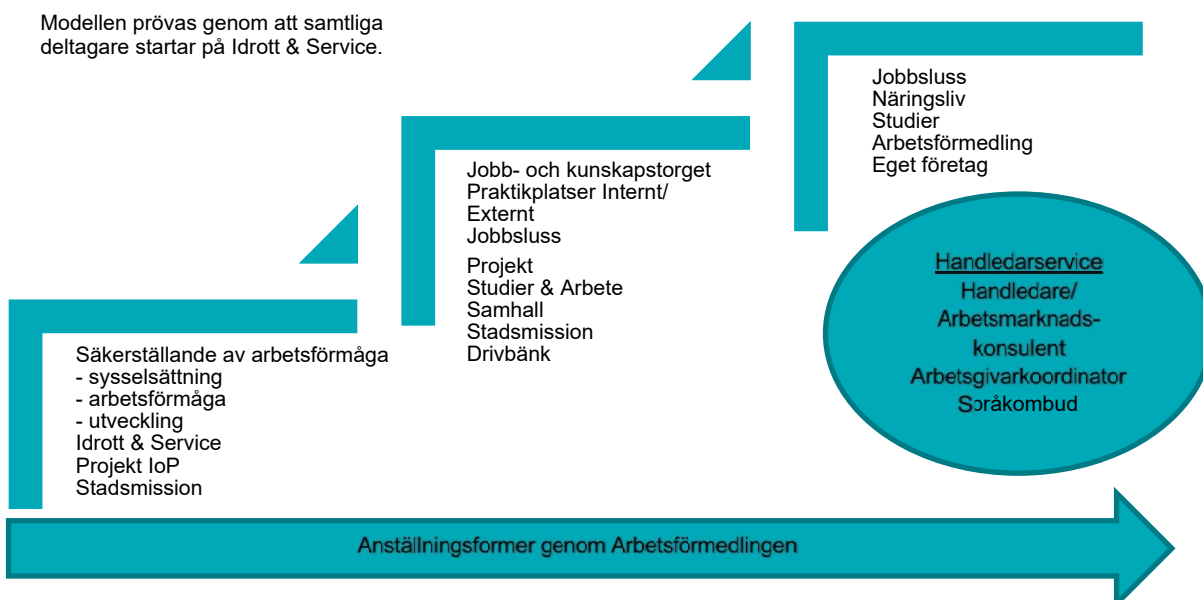 Modellen prövas genom att samtliga
deltagare startar på Idrott & Service.
Säkerställande av arbetsförmåga
- sysselsättning
- arbetsförmåga
- utveckling
Idrott & Service
Projekt IoP
Stadsmission
Jobb- och kunskapstorget
Praktikplatser Internt/
Externt
Jobbsluss
Projekt
Studier & Arbete
Samhall
Stadsmission
Drivbänk
Jobbsluss
Näringsliv
Studier
Arbetsförmedling
Eget företag
Handledarservice
Handledare/
Arbetsmarknads-
konsulent
Arbetsgivarkoordinator
Språkombud
Anställningsformer genom Arbetsförmedlingen